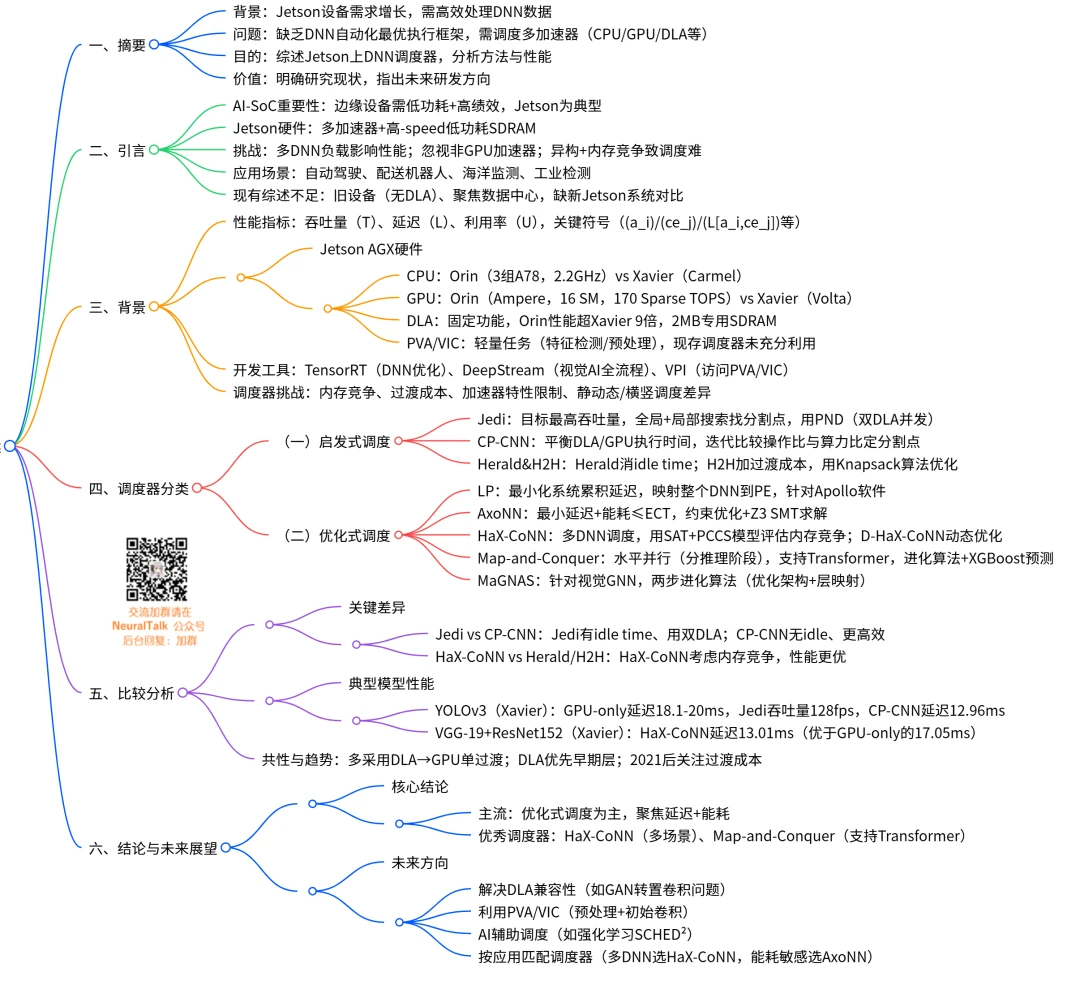 一、摘要
背景：Jetson设备需求增长，需高效处理DNN数据
问题：缺乏DNN自动化最优执行框架，需调度多加速器（CPU/GPU/DLA等）
目的：综述Jetson上DNN调度器，分析方法与性能
价值：明确研究现状，指出未来研发方向
二、引言
AI-SoC重要性：边缘设备需低功耗+高绩效，Jetson为典型
Jetson硬件：多加速器+高-speed低功耗SDRAM
挑战：多DNN负载影响性能；忽视非GPU加速器；异构+内存竞争致调度难
应用场景：自动驾驶、配送机器人、海洋监测、工业检测
现有综述不足：旧设备（无DLA）、聚焦数据中心，缺新Jetson系统对比
三、背景
性能指标：吞吐量（T）、延迟（L）、利用率（U），关键符号（(a_i)/(ce_j)/(L[a_i,ce_j])等）
Jetson AGX硬件
CPU：Orin（3组A78，2.2GHz）vs Xavier（Carmel）
GPU：Orin（Ampere，16 SM，170 Sparse TOPS）vs Xavier（Volta）
DLA：固定功能，Orin性能超Xavier 9倍，2MB专用SDRAM
PVA/VIC：轻量任务（特征检测/预处理），现存调度器未充分利用
开发工具：TensorRT（DNN优化）、DeepStream（视觉AI全流程）、VPI（访问PVA/VIC）
调度器挑战：内存竞争、过渡成本、加速器特性限制、静动态/横竖调度差异
四、调度器分类
（一）启发式调度
Jedi：目标最高吞吐量，全局+局部搜索找分割点，用PND（双DLA并发）
CP-CNN：平衡DLA/GPU执行时间，迭代比较操作比与算力比定分割点
Herald&H2H：Herald消idle time；H2H加过渡成本，用Knapsack算法优化
（二）优化式调度
LP：最小化系统累积延迟，映射整个DNN到PE，针对Apollo软件
AxoNN：最小延迟+能耗≤ECT，约束优化+Z3 SMT求解
HaX-CoNN：多DNN调度，用SAT+PCCS模型评估内存竞争；D-HaX-CoNN动态优化
Map-and-Conquer：水平并行（分推理阶段），支持Transformer，进化算法+XGBoost预测
MaGNAS：针对视觉GNN，两步进化算法（优化架构+层映射）
交流加群请在
NeuralTalk 公众号
后台回复：加群
五、比较分析
关键差异
Jedi vs CP-CNN：Jedi有idle time、用双DLA；CP-CNN无idle、更高效
HaX-CoNN vs Herald/H2H：HaX-CoNN考虑内存竞争，性能更优
典型模型性能
YOLOv3（Xavier）：GPU-only延迟18.1-20ms，Jedi吞吐量128fps，CP-CNN延迟12.96ms
VGG-19+ResNet152（Xavier）：HaX-CoNN延迟13.01ms（优于GPU-only的17.05ms）
共性与趋势：多采用DLA→GPU单过渡；DLA优先早期层；2021后关注过渡成本
六、结论与未来展望
核心结论
主流：优化式调度为主，聚焦延迟+能耗
优秀调度器：HaX-CoNN（多场景）、Map-and-Conquer（支持Transformer）
未来方向
解决DLA兼容性（如GAN转置卷积问题）
利用PVA/VIC（预处理+初始卷积）
AI辅助调度（如强化学习SCHED²）
按应用匹配调度器（多DNN选HaX-CoNN，能耗敏感选AxoNN）